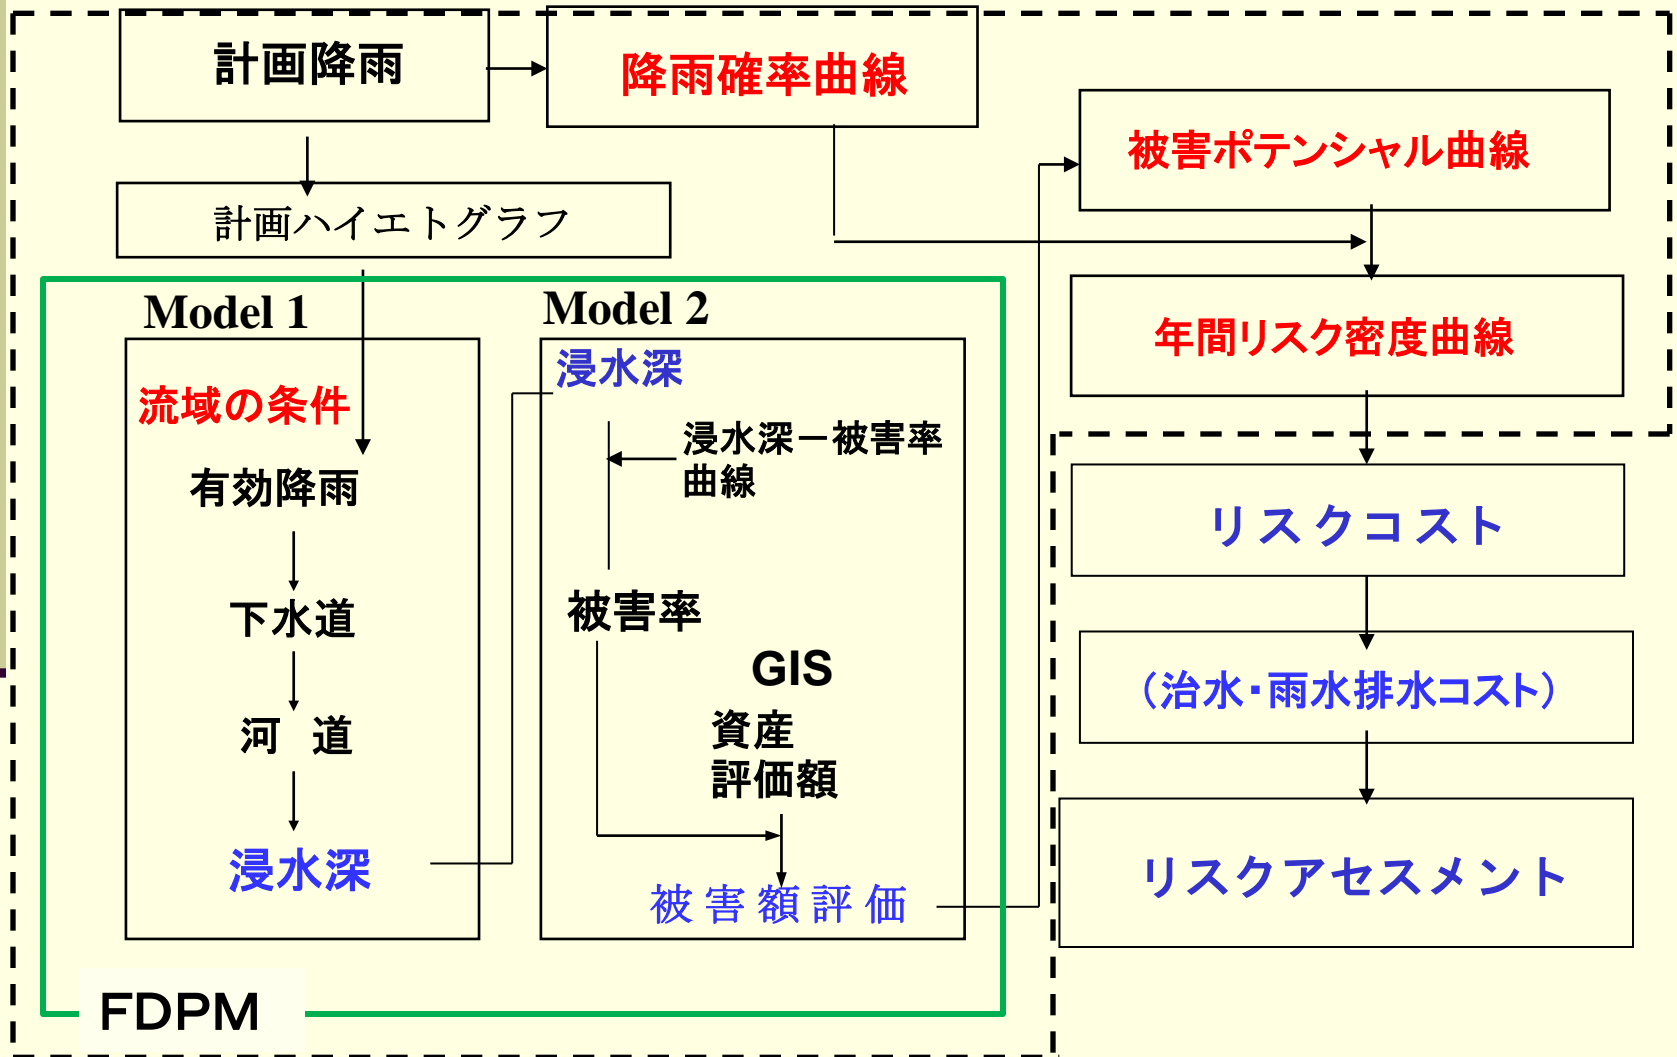 計画降雨
降雨確率曲線
被害ポテンシャル曲線
計画ハイエトグラフ
年間リスク密度曲線
Model 1
流域の条件
有効降雨
下水道
河　道
浸水深
Model 2
浸水深
浸水深ー被害率
曲線
被害率
GIS
資産
評価額
被害額評価
リスクコスト
（治水・雨水排水コスト）
リスクアセスメント
FDPM